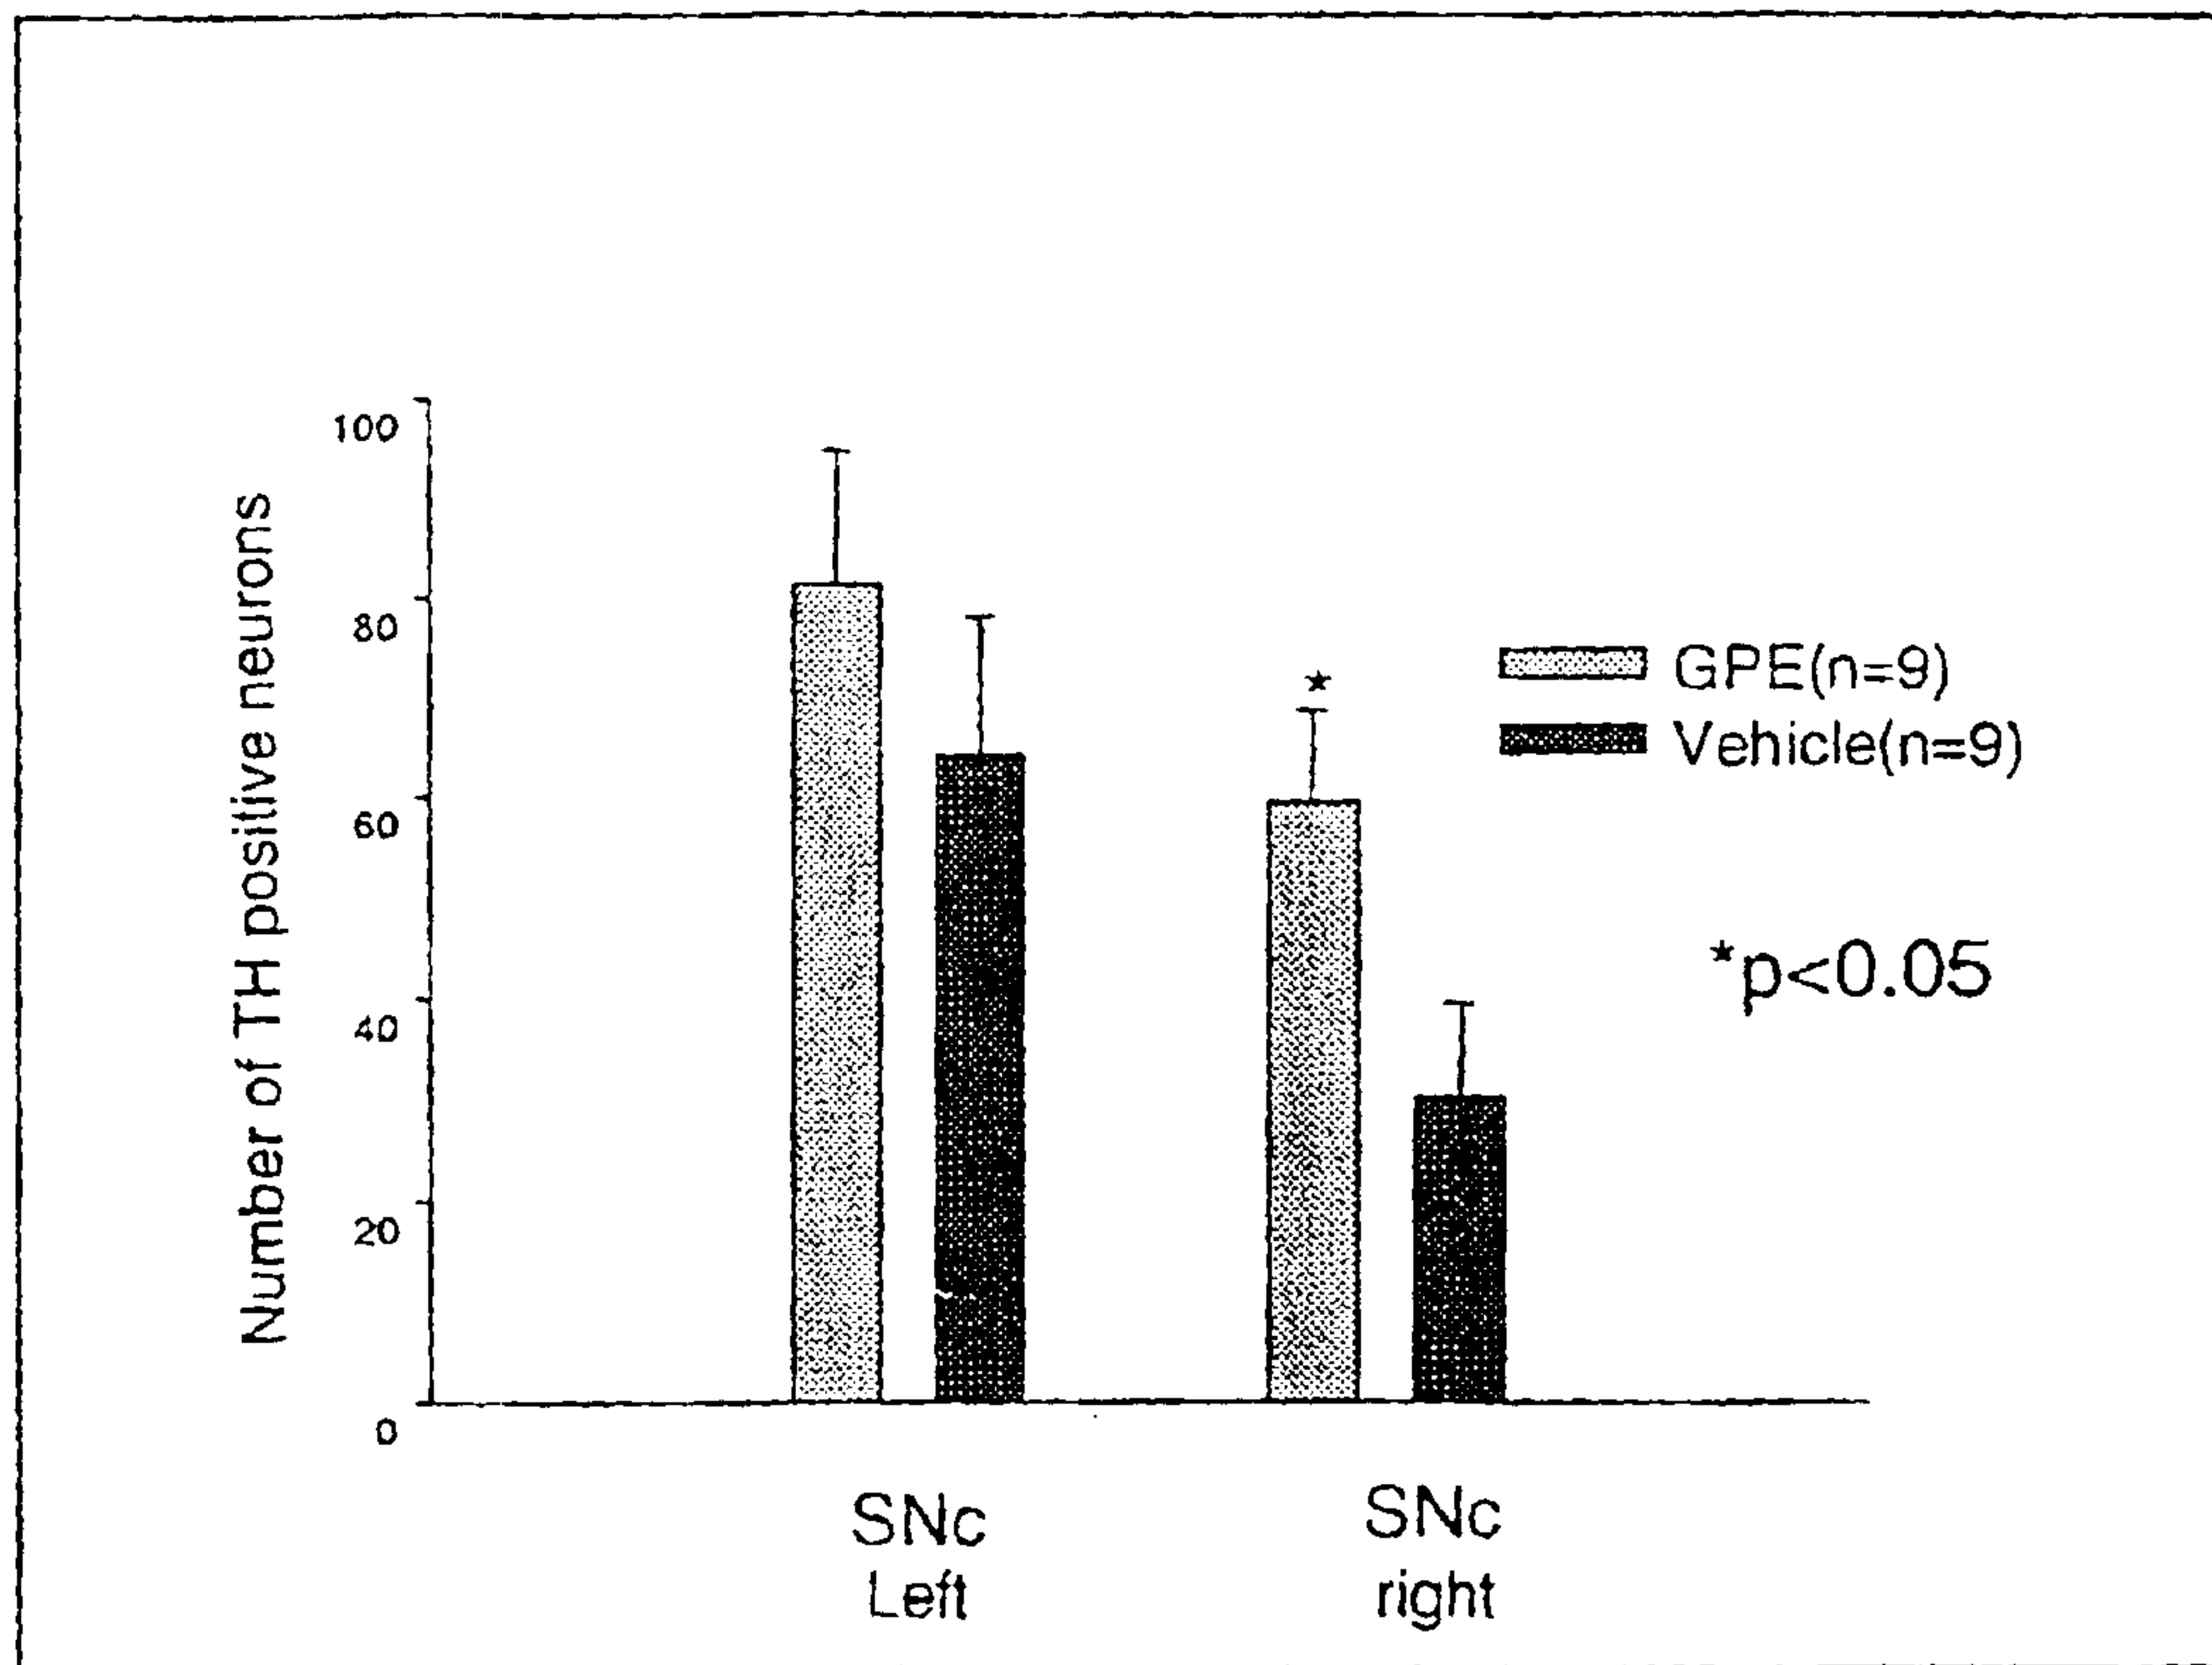 Number of TH positive neurons
100
80
60
40
20
0
*
GPE(n=9)
Vehicle(n=9)
*p<0.05
SNc
Left
SNc
right